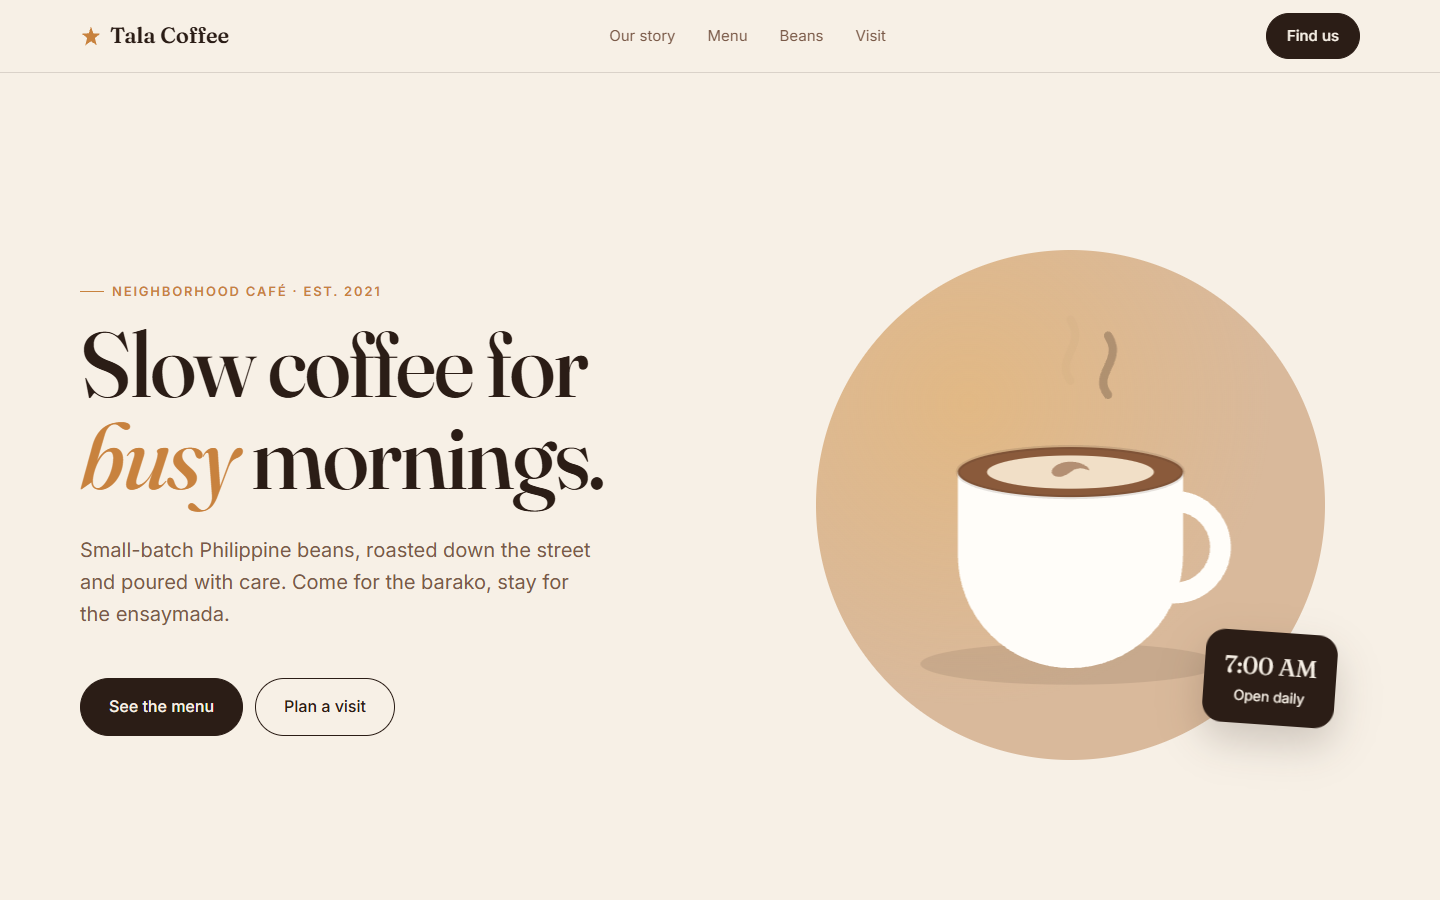 Tala Coffee
Our story
Menu
Beans
Visit
Find us
NEIGHBORHOOD CAFÉ · EST. 2021
Slow coffee for
busy mornings.
Small-batch Philippine beans, roasted down the street
and poured with care. Come for the barako, stay for
the ensaymada.
See the menu
Plan a visit
7:00 AM
Open daily